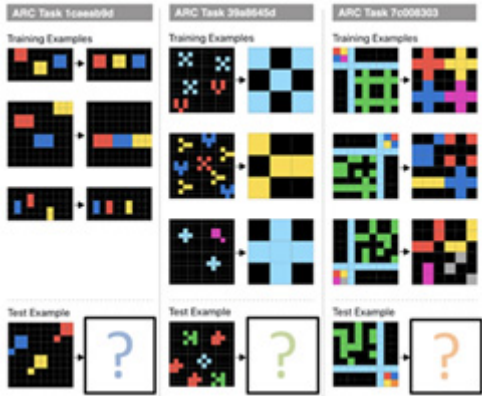 ARC Task 1caeab9d
Training Examples
Test Example
?
ARC Task 39a8645d
Training Examples
Test Example
?
ARC Task 7c008303
Training Examples
Test Example
?